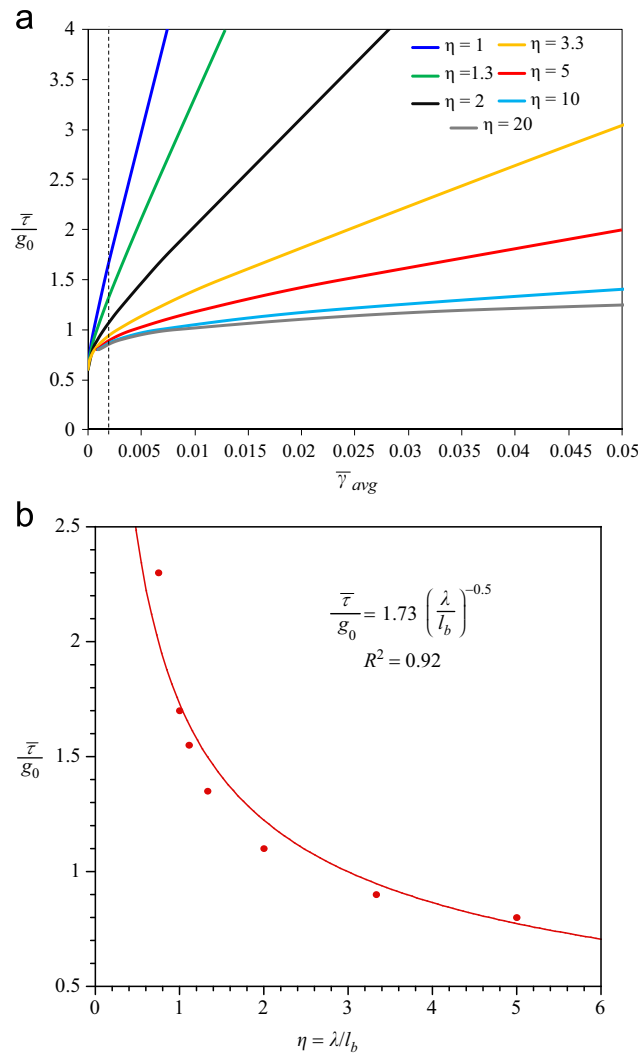 a
4
3.5
3
2.5
2
1.5
1
0.5
0
τ̅/g₀
η = 1
η = 3.3
η =1.3
η = 5
η = 2
η = 10
η = 20
0 0.005 0.01 0.015 0.02 0.025 0.03 0.035 0.04 0.045 0.05
γ̅ avg
b
2.5
2
1.5
1
0.5
τ̅/g₀
τ̅/g₀ = 1.73 (λ/l_b)^−0.5
R² = 0.92
0 1 2 3 4 5 6
η = λ/l_b